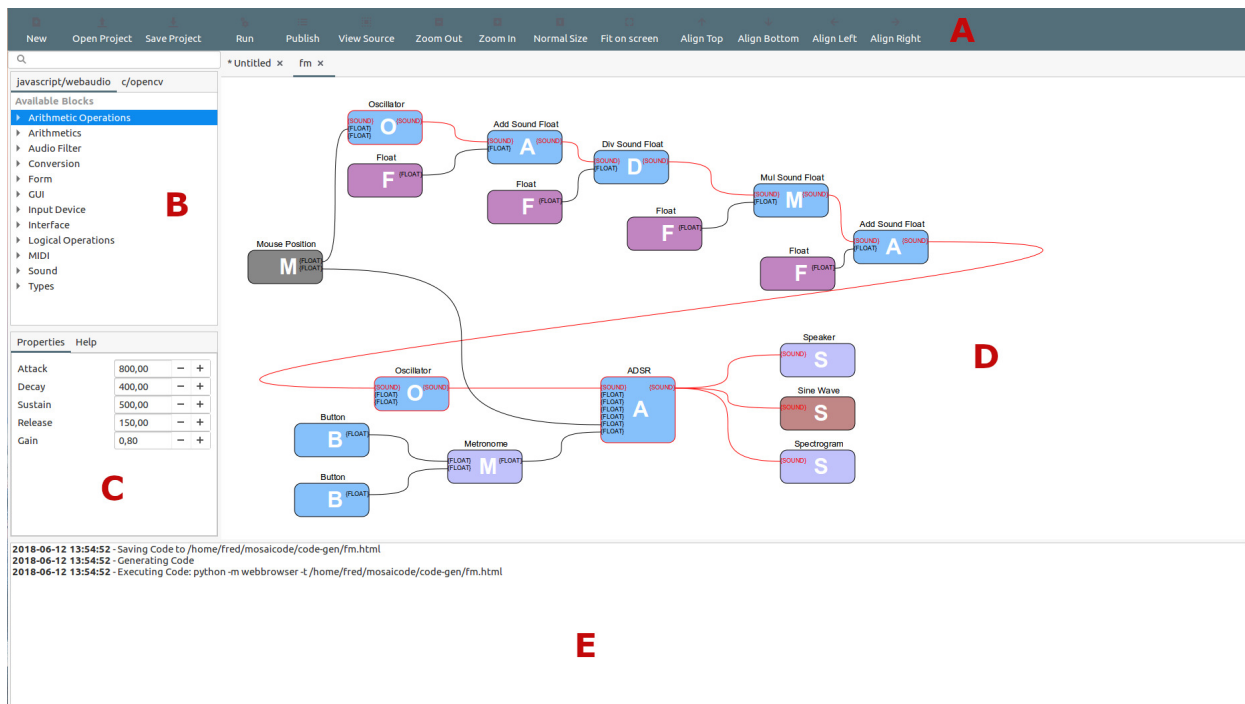 New Open Project Save Project Run Publish View Source Zoom Out Zoom In Normal Size Fit on screen Align Top Align Bottom Align Left Align Right A
* Untitled × fm ×
javascript/webaudio c/opencv
Available Blocks
Arithmetic Operations
Arithmetics
Audio Filter
Conversion
Form
GUI
Input Device
Interface
Logical Operations
MIDI
Sound
Types
B
Properties Help
Attack 800,00 − +
Decay 400,00 − +
Sustain 500,00 − +
Release 150,00 − +
Gain 0,80 − +
C
Oscillator
(SOUND) O (SOUND)
(FLOAT)
(FLOAT)
Float
F (FLOAT)
Add Sound Float
(SOUND) A (SOUND)
(FLOAT)
Float
F (FLOAT)
Div Sound Float
(SOUND) D (SOUND)
(FLOAT)
Float
F (FLOAT)
Mul Sound Float
(SOUND) M (SOUND)
(FLOAT)
Float
F (FLOAT)
Add Sound Float
(SOUND) A (SOUND)
(FLOAT)
Mouse Position
M (FLOAT)
(FLOAT)
D
Oscillator
(SOUND) O (SOUND)
(FLOAT)
(FLOAT)
Button
B (FLOAT)
Button
B (FLOAT)
Metronome
(FLOAT) M (FLOAT)
(FLOAT)
ADSR
(SOUND) A (SOUND)
(FLOAT)
(FLOAT)
(FLOAT)
(FLOAT)
(FLOAT)
(FLOAT)
Speaker
(SOUND) S
Sine Wave
(SOUND) S
Spectrogram
(SOUND) S
2018-06-12 13:54:52 - Saving Code to /home/fred/mosaicode/code-gen/fm.html
2018-06-12 13:54:52 - Generating Code
2018-06-12 13:54:52 - Executing Code: python -m webbrowser -t /home/fred/mosaicode/code-gen/fm.html
E